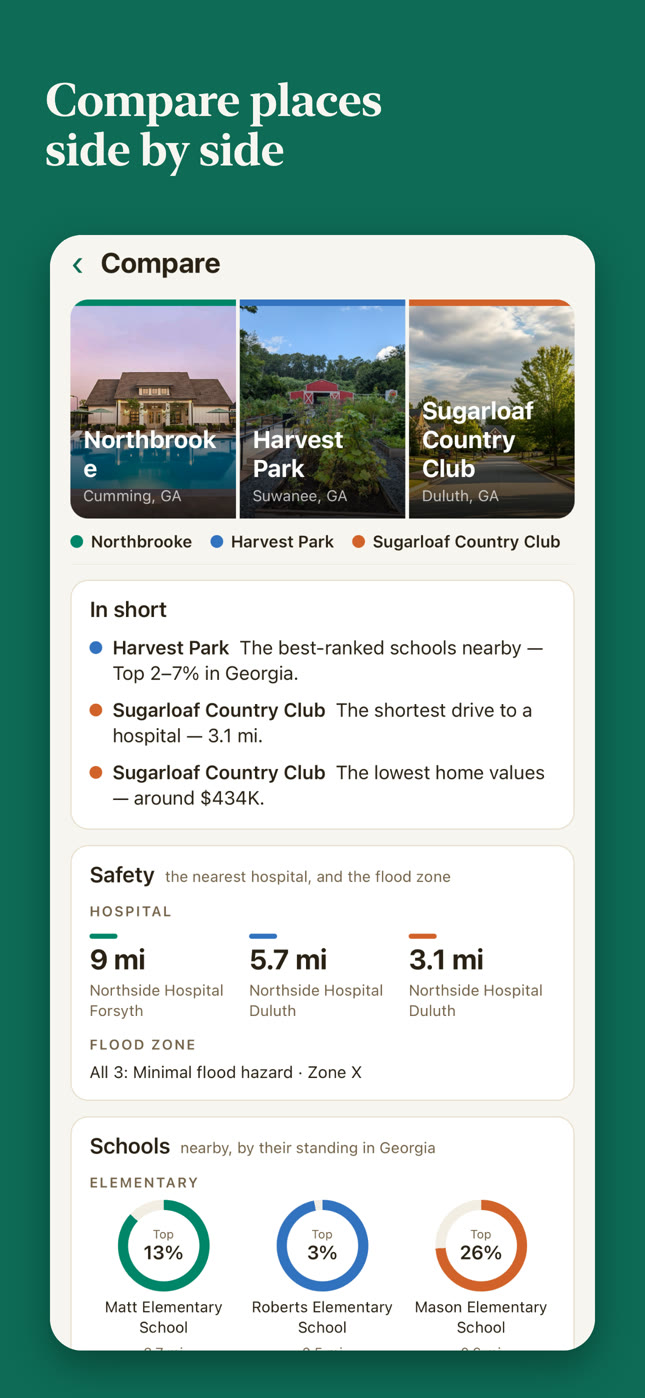 Compare places
side by side
‹ Compare
Northbrook
e
Cumming, GA
Harvest
Park
Suwanee, GA
Sugarloaf
Country
Club
Duluth, GA
Northbrooke
Harvest Park
Sugarloaf Country Club
In short
Harvest Park The best-ranked schools nearby —
Top 2–7% in Georgia.
Sugarloaf Country Club The shortest drive to a
hospital — 3.1 mi.
Sugarloaf Country Club The lowest home values
— around $434K.
Safety the nearest hospital, and the flood zone
HOSPITAL
9 mi
Northside Hospital
Forsyth
5.7 mi
Northside Hospital
Duluth
3.1 mi
Northside Hospital
Duluth
FLOOD ZONE
All 3: Minimal flood hazard · Zone X
Schools nearby, by their standing in Georgia
ELEMENTARY
Top
13%
Matt Elementary
School
Top
3%
Roberts Elementary
School
Top
26%
Mason Elementary
School